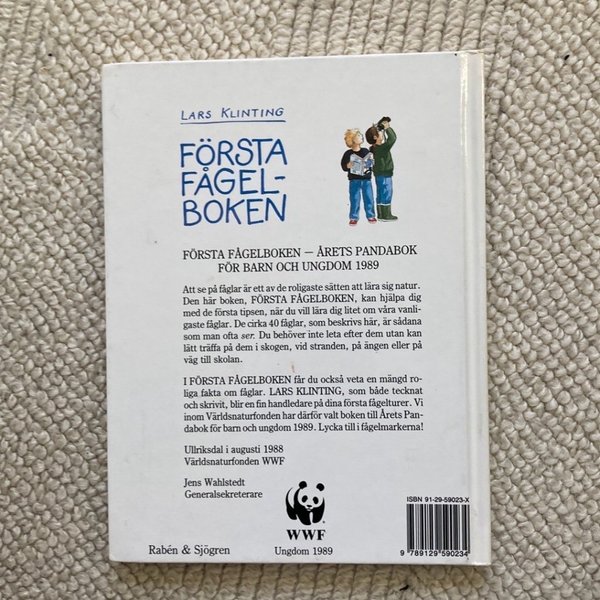 LARS KLINTING
FÖRSTA
FÅGEL-
BOKEN
FÖRSTA FÅGELBOKEN — ÅRETS PANDABOK
FÖR BARN OCH UNGDOM 1989
Att se på fåglar är ett av de roligaste sätten att lära sig natur.
Den här boken, FÖRSTA FÅGELBOKEN, kan hjälpa dig
med de första tipsen, när du vill lära dig litet om våra vanli-
gaste fåglar. De cirka 40 fåglar, som beskrivs här, är sådana
som man ofta ser. Du behöver inte leta efter dem utan kan
lätt träffa på dem i skogen, vid stranden, på ängen eller på
väg till skolan.
I FÖRSTA FÅGELBOKEN får du också veta en mängd ro-
liga fakta om fåglar. LARS KLINTING, som både tecknat
och skrivit, blir en fin handledare på dina första fågelturer. Vi
inom Världsnaturfonden har därför valt boken till Årets Pan-
dabok för barn och ungdom 1989. Lycka till i fågelmarkerna!
Ullriksdal i augusti 1988
Världsnaturfonden WWF
Jens Wahlstedt
Generalsekreterare
WWF
Rabén & Sjögren
Ungdom 1989
ISBN 91-29-59023-X
9 789129 590234